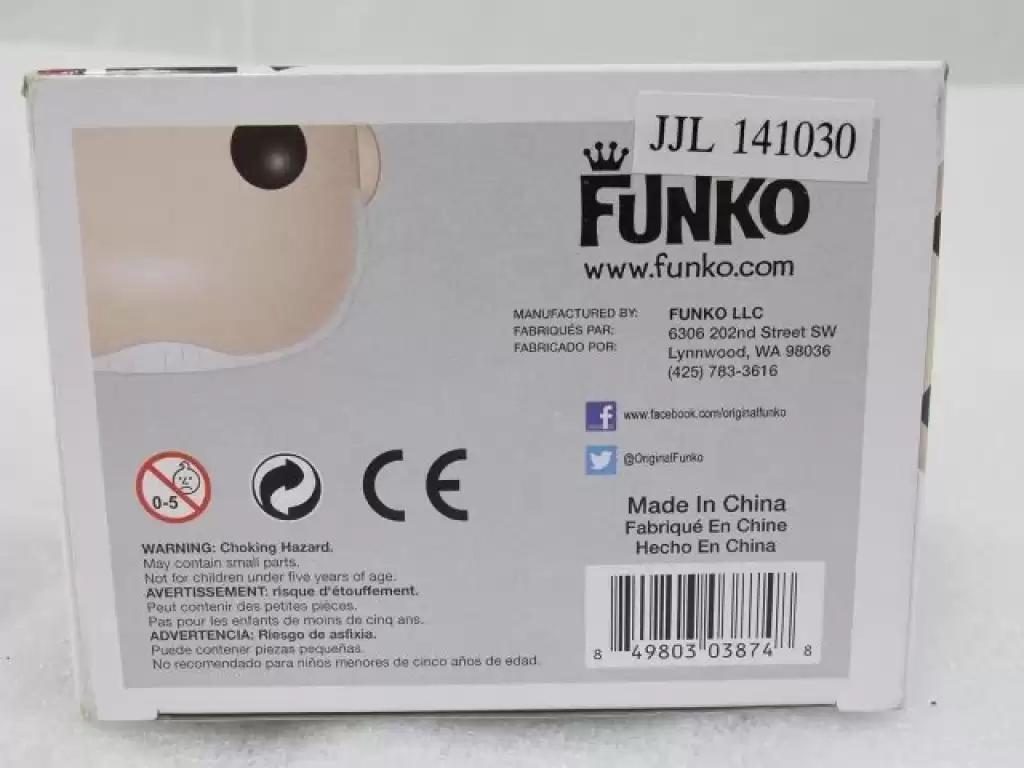 JJL 141030
FUNKO
www.funko.com
MANUFACTURED BY: FUNKO LLC
FABRIQUÉS PAR: 6306 202nd Street SW
FABRICADO POR: Lynnwood, WA 98036
(425) 783-3616
www.facebook.com/originalfunko
@OriginalFunko
0-5
CE
Made In China
Fabriqué En Chine
Hecho En China
WARNING: Choking Hazard.
May contain small parts.
Not for children under five years of age.
AVERTISSEMENT: risque d'étouffement.
Peut contenir des petites pièces.
Pas pour les enfants de moins de cinq ans.
ADVERTENCIA: Riesgo de asfixia.
Puede contener piezas pequeñas.
No recomendado para niños menores de cinco años de edad.
8 49803 03874 8